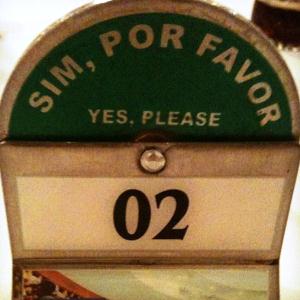 SIM, POR FAVOR
YES, PLEASE
02